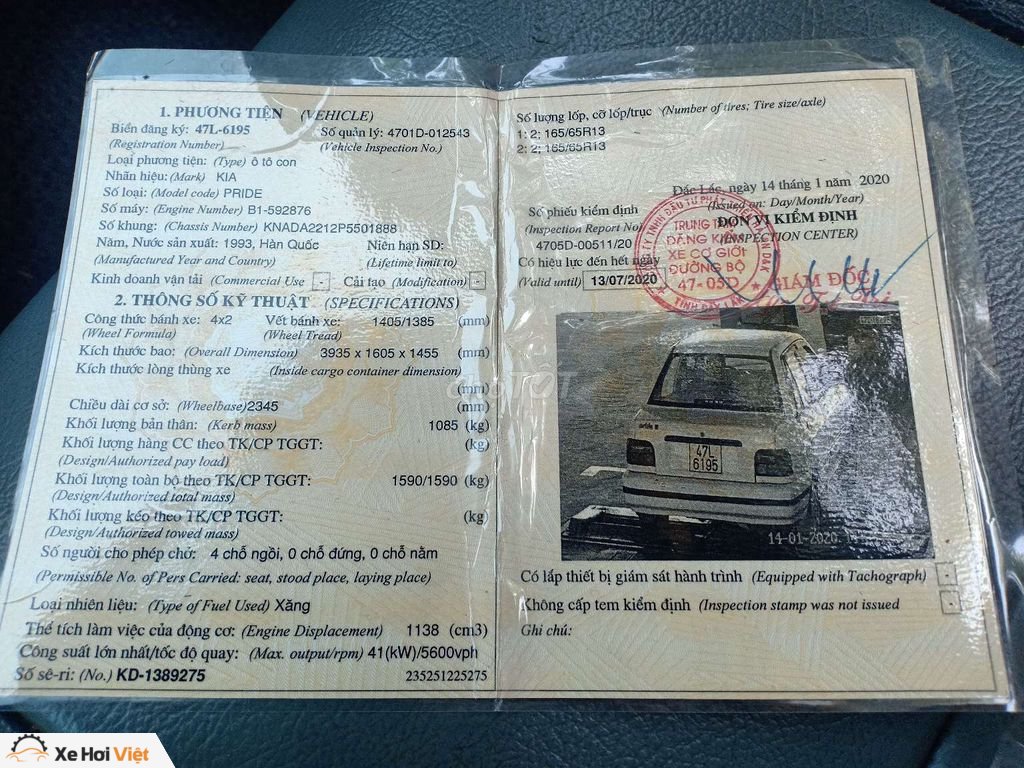 1. PHƯƠNG TIỆN (VEHICLE)
Biển đăng ký: 47L-6195
Số quản lý: 4701D-012543
(Registration Number)
(Vehicle Inspection No.)
Loại phương tiện: (Type) ô tô con
Nhãn hiệu: (Mark) KIA
Số loại: (Model code) PRIDE
Số máy: (Engine Number) B1-592876
Số khung: (Chassis Number) KNADA2212P5501888
Năm, Nước sản xuất: 1993, Hàn Quốc
Niên hạn SD:
(Manufactured Year and Country)
(Lifetime limit to)
Kinh doanh vận tải (Commercial Use -
Cải tạo (Modification) -
2. THÔNG SỐ KỸ THUẬT (SPECIFICATIONS)
Công thức bánh xe: 4x2
Vết bánh xe: 1405/1385 (mm)
(Wheel Formula)
(Wheel Tread)
Kích thước bao: (Overall Dimension) 3935 x 1605 x 1455 (mm)
Kích thước lòng thùng xe (Inside cargo container dimension)
(mm)
Chiều dài cơ sở: (Wheelbase) 2345 (mm)
Khối lượng bản thân: (Kerb mass) 1085 (kg)
Khối lượng hàng CC theo TK/CP TGGT: (kg)
(Design/Authorized pay load)
Khối lượng toàn bộ theo TK/CP TGGT: 1590/1590 (kg)
(Design/Authorized total mass)
Khối lượng kéo theo TK/CP TGGT: (kg)
(Design/Authorized towed mass)
Số người cho phép chở: 4 chỗ ngồi, 0 chỗ đứng, 0 chỗ nằm
(Permissible No. of Pers Carried: seat, stood place, laying place)
Loại nhiên liệu: (Type of Fuel Used) Xăng
Thể tích làm việc của động cơ: (Engine Displacement) 1138 (cm3)
Công suất lớn nhất/tốc độ quay: (Max. output/rpm) 41(kW)/5600vph
Số sê-ri: (No.) KD-1389275
235251225275
Số lượng lốp, cỡ lốp/trục (Number of tires; Tire size/axle)
1: 2; 165/65R13
2: 2; 165/65R13
Đắc Lắc, ngày 14 tháng 1 năm 2020
(Issued on: Day/Month/Year)
Số phiếu kiểm định
ĐƠN VỊ KIỂM ĐỊNH
(Inspection Report No)
(INSPECTION CENTER)
4705D-00511/20
Có hiệu lực đến hết ngày
(Valid until) 13/07/2020
TRUNG TÂM
ĐĂNG KIỂM
XE CƠ GIỚI
ĐƯỜNG BỘ
47-05D
TỈNH ĐẮK LẮK
GIÁM ĐỐC
47L
6195
14-01-2020
Có lắp thiết bị giám sát hành trình (Equipped with Tachograph) -
Không cấp tem kiểm định (Inspection stamp was not issued -
Ghi chú:
Xe Hơi Việt